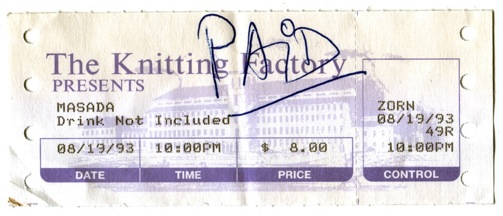 PAiD
The Knitting Factory
PRESENTS
MASADA
Drink Not Included
ZORN
08/19/93
49R
08/19/93 10:00PM $ 8.00 10:00PM
DATE TIME PRICE CONTROL